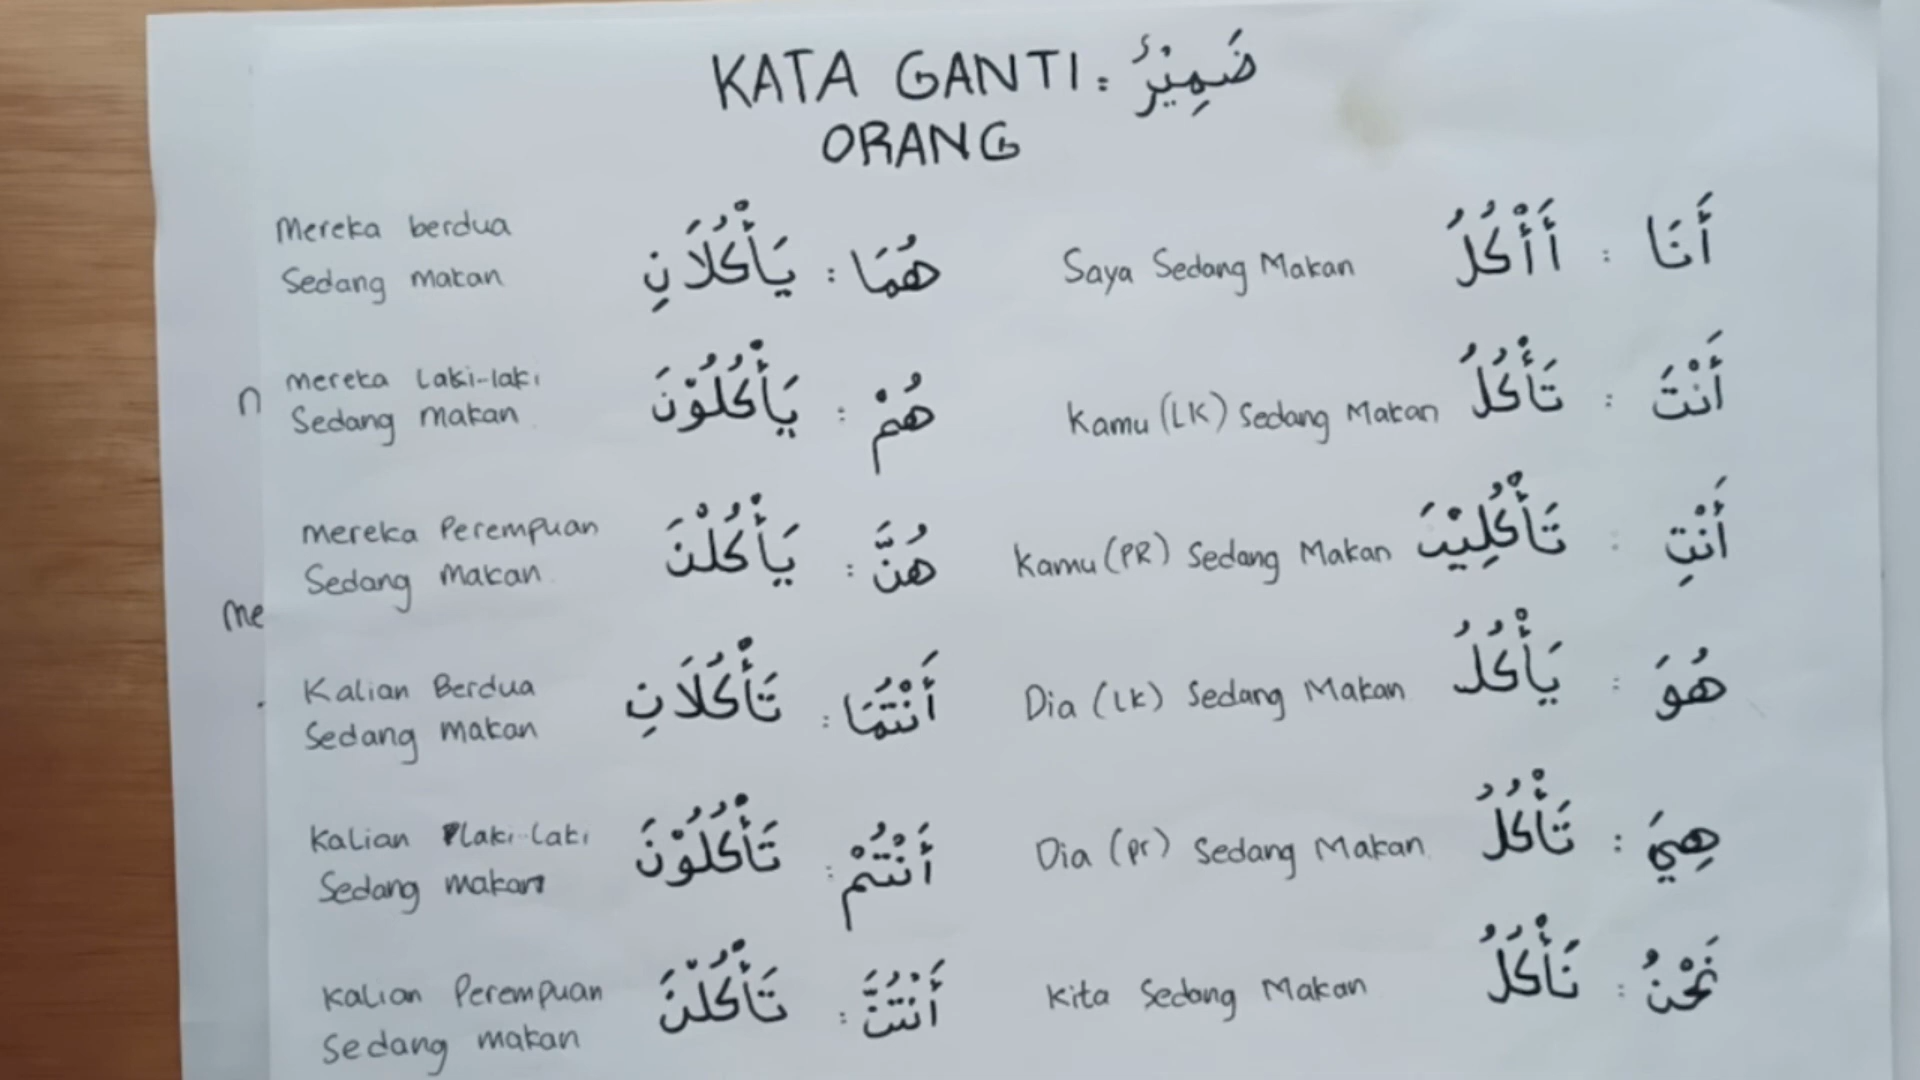 KATA GANTI : ضَمِيْرُ
ORANG
أَنَا : أَأْكُلُ Saya Sedang Makan
أَنْتَ : تَأْكُلُ Kamu (LK) Sedang Makan
أَنْتِ : تَأْكُلِيْنَ Kamu (PR) Sedang Makan
هُوَ : يَأْكُلُ Dia (LK) Sedang Makan
هِيَ : تَأْكُلُ Dia (pr) Sedang Makan
نَحْنُ : نَأْكُلُ Kita Sedang Makan
هُمَا : يَأْكُلَانِ Mereka berdua
Sedang makan
هُمْ : يَأْكُلُوْنَ mereka Laki-laki
Sedang makan
هُنَّ : يَأْكُلْنَ mereka Perempuan
Sedang makan
أَنْتُمَا : تَأْكُلَانِ Kalian Berdua
Sedang makan
أَنْتُمْ : تَأْكُلُوْنَ Kalian laki-laki
Sedang makan
أَنْتُنَّ : تَأْكُلْنَ Kalian Perempuan
Sedang makan
me